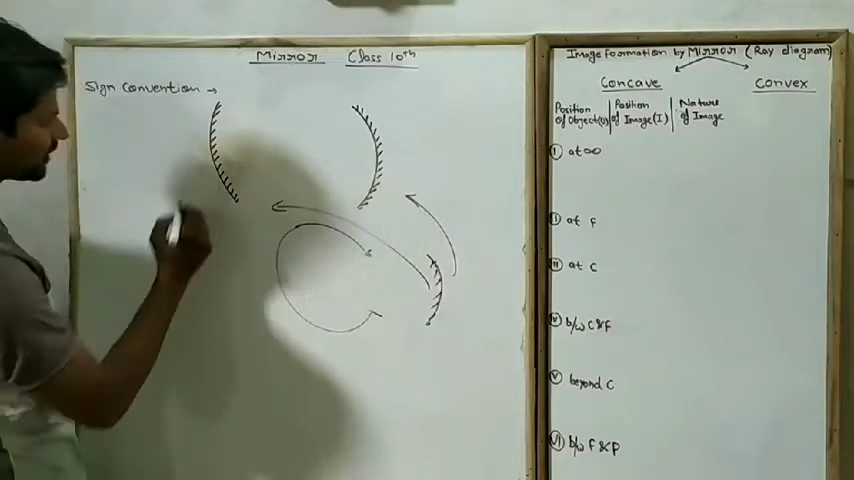 Mirror Class 10th
Sign Convention →
Image formation by Mirror (Ray diagram)
Concave
Convex
Position of Object(O) | Position of Image(I) | Nature of Image
I at ∞
II at F
III at C
IV b/w C & F
V beyond C
VI b/w F & P